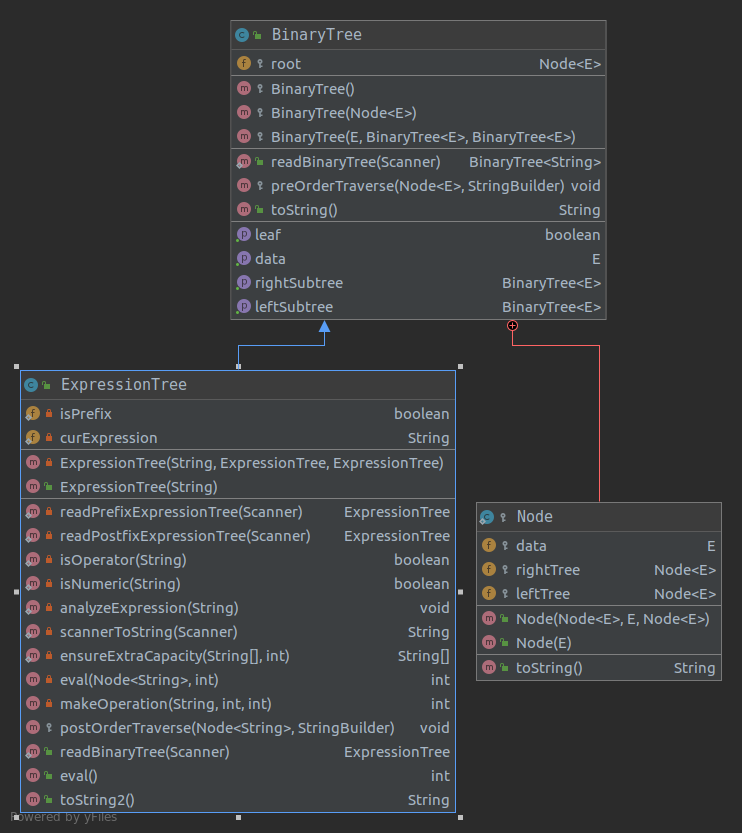 BinaryTree
root Node<E>
BinaryTree()
BinaryTree(Node<E>)
BinaryTree(E, BinaryTree<E>, BinaryTree<E>)
readBinaryTree(Scanner) BinaryTree<String>
preOrderTraverse(Node<E>, StringBuilder) void
toString() String
leaf boolean
data E
rightSubtree BinaryTree<E>
leftSubtree BinaryTree<E>
ExpressionTree
isPrefix boolean
curExpression String
ExpressionTree(String, ExpressionTree, ExpressionTree)
ExpressionTree(String)
readPrefixExpressionTree(Scanner) ExpressionTree
readPostfixExpressionTree(Scanner) ExpressionTree
isOperator(String) boolean
isNumeric(String) boolean
analyzeExpression(String) void
scannerToString(Scanner) String
ensureExtraCapacity(String[], int) String[]
eval(Node<String>, int) int
makeOperation(String, int, int) int
postOrderTraverse(Node<String>, StringBuilder) void
readBinaryTree(Scanner) ExpressionTree
eval() int
toString2() String
Node
data E
rightTree Node<E>
leftTree Node<E>
Node(Node<E>, E, Node<E>)
Node(E)
toString() String
Powered by yFiles